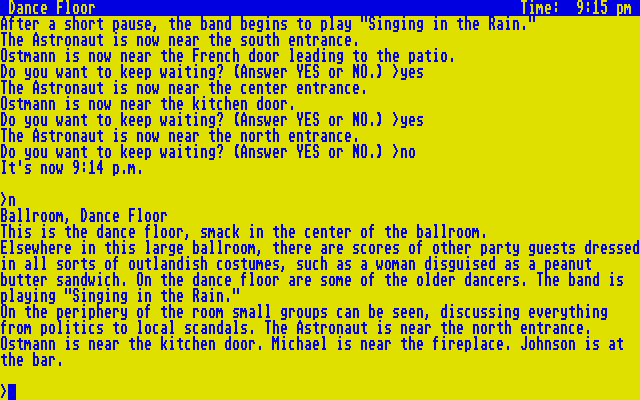 Dance Floor Time: 9:15 pm
After a short pause, the band begins to play "Singing in the Rain."
The Astronaut is now near the south entrance.
Ostmann is now near the French door leading to the patio.
Do you want to keep waiting? (Answer YES or NO.) >yes
The Astronaut is now near the center entrance.
Ostmann is now near the kitchen door.
Do you want to keep waiting? (Answer YES or NO.) >yes
The Astronaut is now near the north entrance.
Do you want to keep waiting? (Answer YES or NO.) >no
It's now 9:14 p.m.
>n
Ballroom, Dance Floor
This is the dance floor, smack in the center of the ballroom.
Elsewhere in this large ballroom, there are scores of other party guests dressed
in all sorts of outlandish costumes, such as a woman disguised as a peanut
butter sandwich. On the dance floor are some of the older dancers. The band is
playing "Singing in the Rain."
On the periphery of the room small groups can be seen, discussing everything
from politics to local scandals. The Astronaut is near the north entrance.
Ostmann is near the kitchen door. Michael is near the fireplace. Johnson is at
the bar.
>